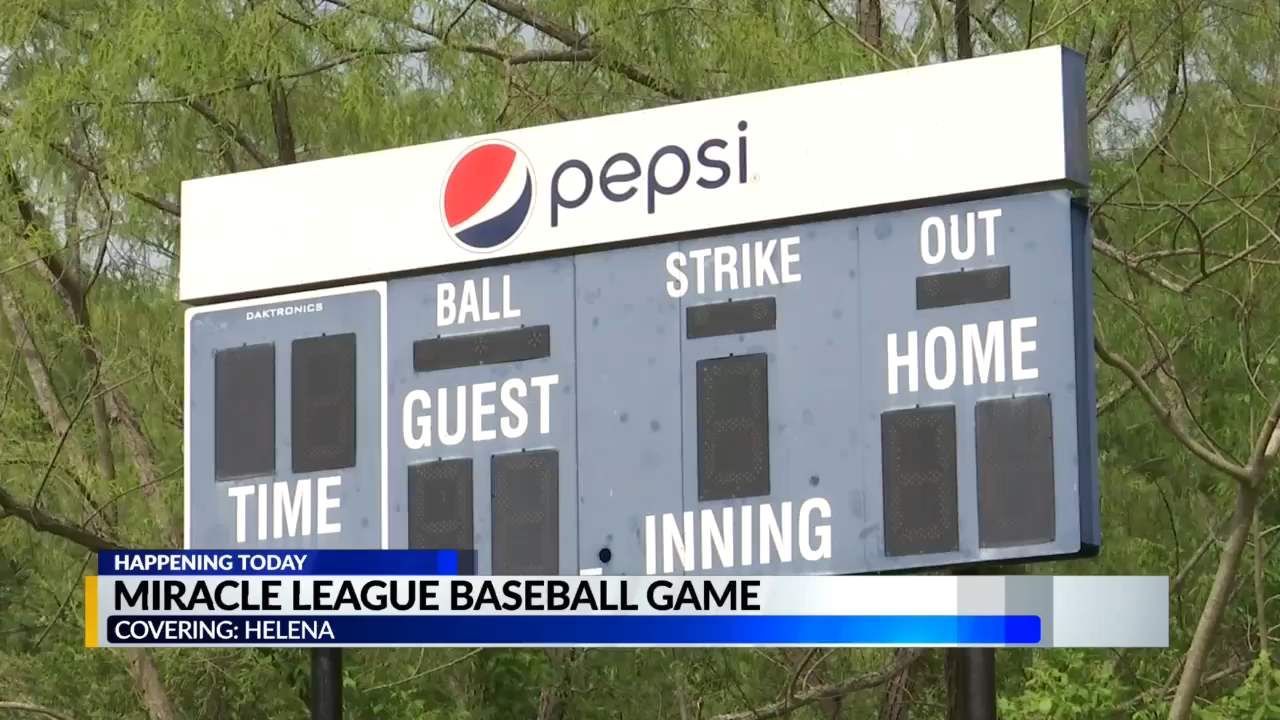 pepsi
DAKTRONICS
BALL
STRIKE
OUT
GUEST
HOME
TIME
INNING
HAPPENING TODAY
MIRACLE LEAGUE BASEBALL GAME
COVERING: HELENA